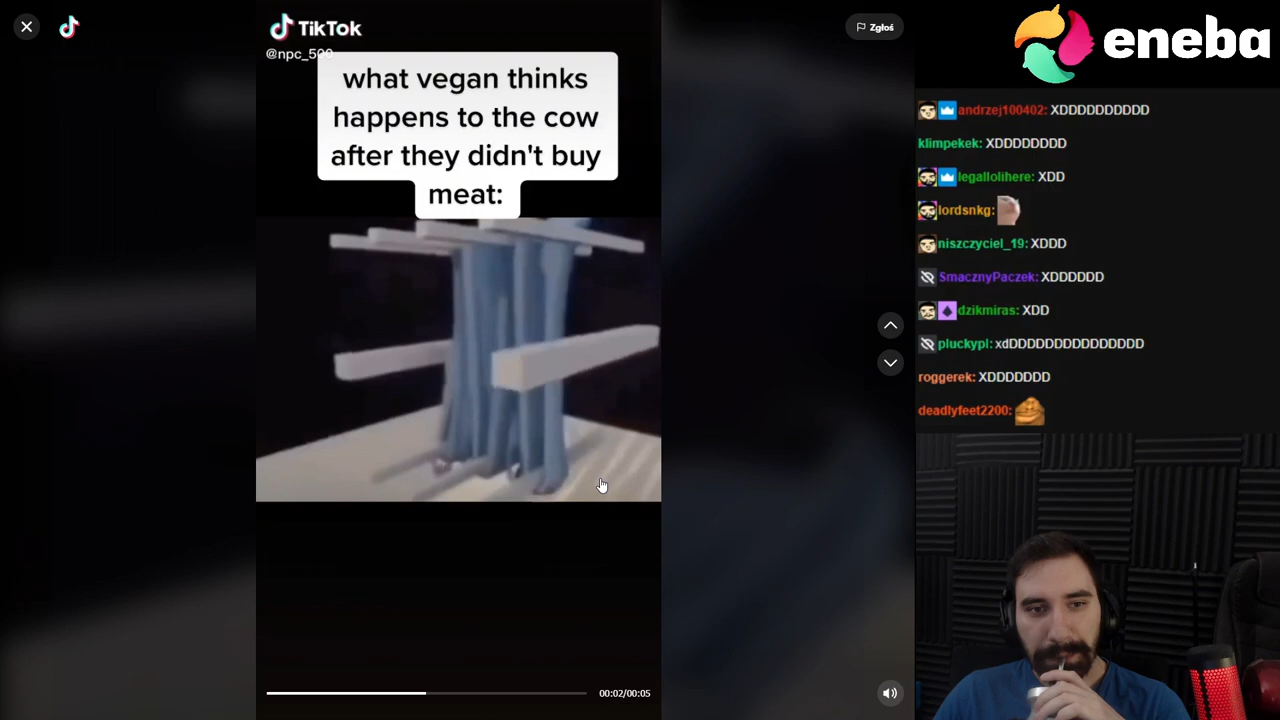 TikTok
@npc_500
what vegan thinks
happens to the cow
after they didn't buy
meat:
Zgłoś
00:02/00:05
eneba
andrzej100402: XDDDDDDDDDD
klimpekek: XDDDDDDDD
legallolihere: XDD
lordsnkg:
niszczyciel_19: XDDD
SmacznyPaczek: XDDDDDD
dzikmiras: XDD
pluckypl: xdDDDDDDDDDDDDDDD
roggerek: XDDDDDDD
deadlyfeet2200: